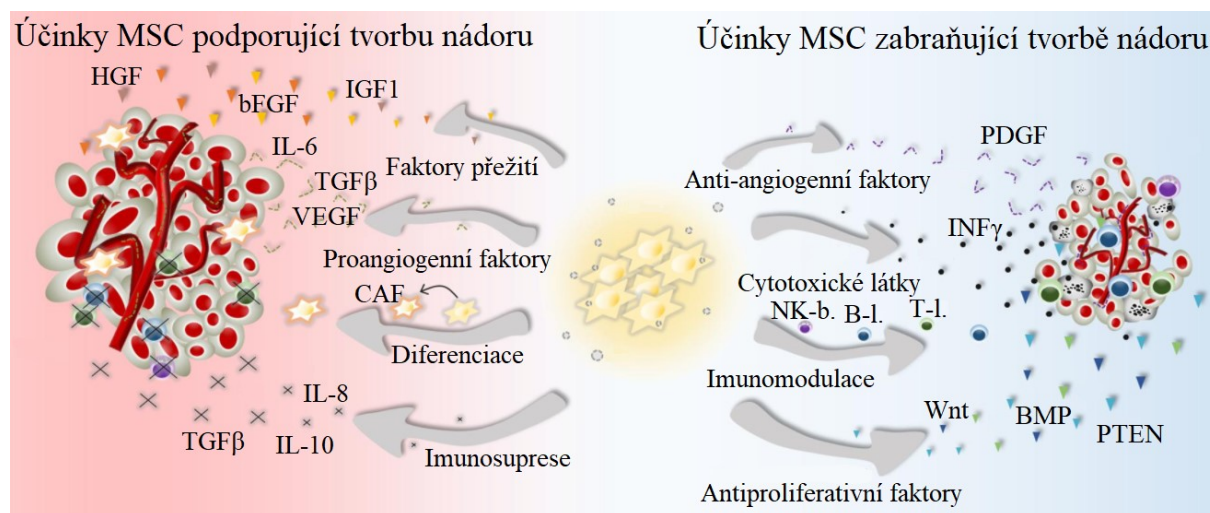 Účinky MSC podporující tvorbu nádoru
HGF
bFGF
IGF1
IL-6
Faktory přežití
TGFβ
VEGF
Proangiogenní faktory
CAF
Diferenciace
IL-8
TGFβ
IL-10
Imunosuprese
Účinky MSC zabraňující tvorbě nádoru
PDGF
Anti-angiogenní faktory
INFγ
Cytotoxické látky
NK-b. B-l. T-l.
Imunomodulace
Wnt
BMP
PTEN
Antiproliferativní faktory